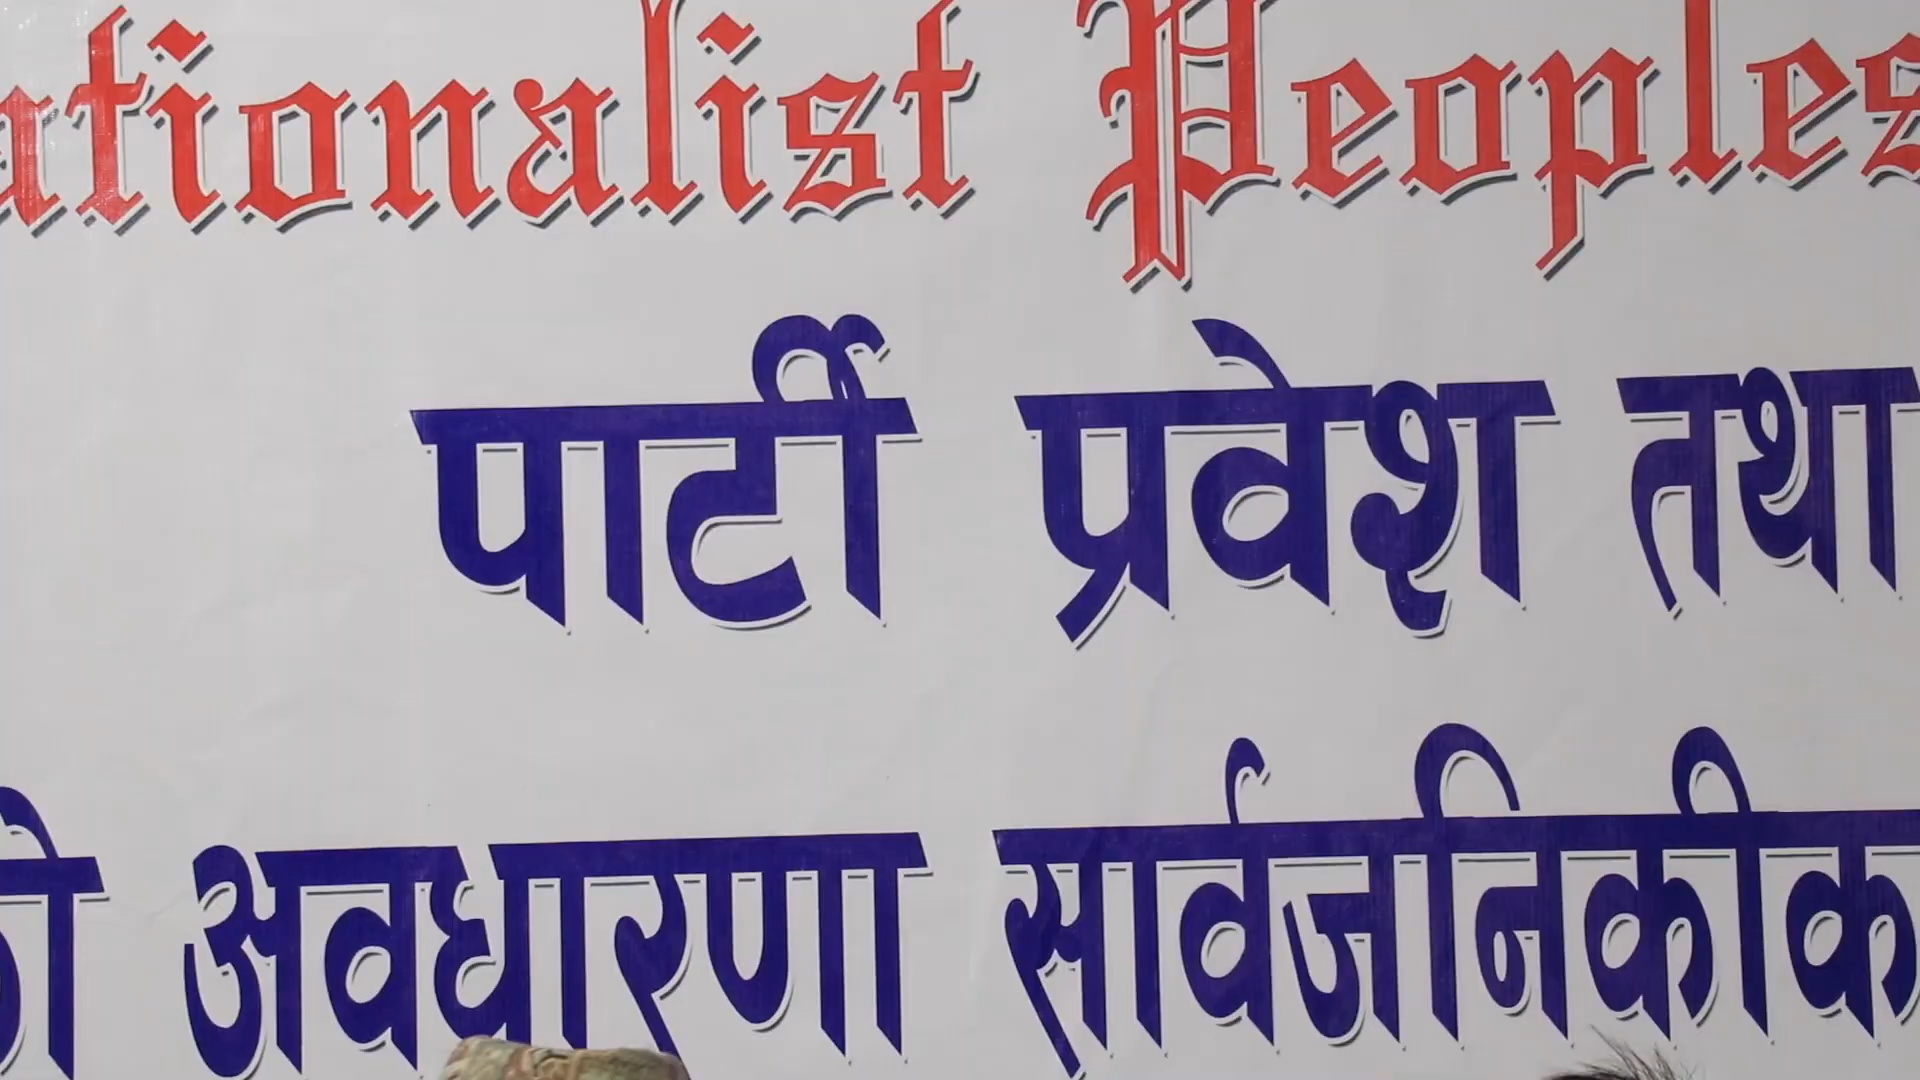 ationalist Peoples
पार्टी प्रवेश तथा
को अवधारणा सार्वजनिकीक